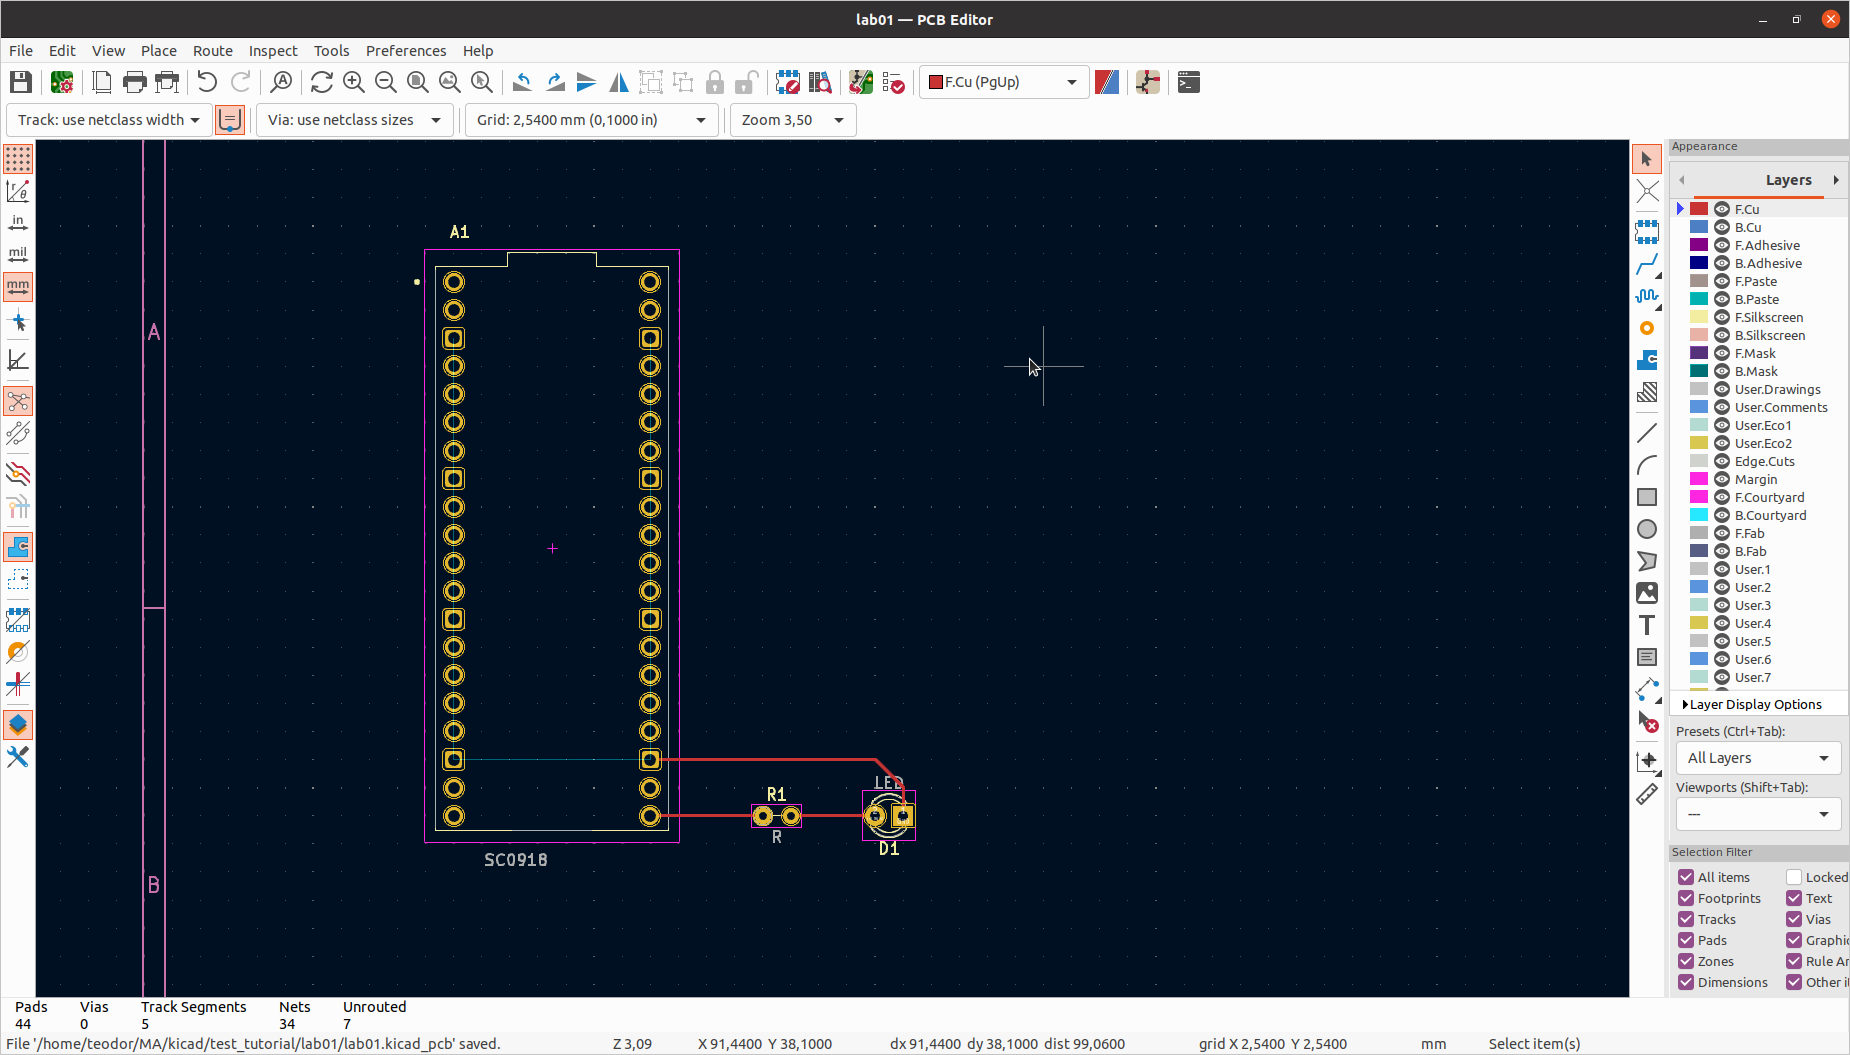 lab01 — PCB Editor
File Edit View Place Route Inspect Tools Preferences Help
F.Cu (PgUp)
Track: use netclass width
Via: use netclass sizes
Grid: 2,5400 mm (0,1000 in)
Zoom 3,50
in
mil
mm
A
B
A1
SC0918
R1
R
LED
D1
Appearance
Layers
F.Cu
B.Cu
F.Adhesive
B.Adhesive
F.Paste
B.Paste
F.Silkscreen
B.Silkscreen
F.Mask
B.Mask
User.Drawings
User.Comments
User.Eco1
User.Eco2
Edge.Cuts
Margin
F.Courtyard
B.Courtyard
F.Fab
B.Fab
User.1
User.2
User.3
User.4
User.5
User.6
User.7
Layer Display Options
Presets (Ctrl+Tab):
All Layers
Viewports (Shift+Tab):
---
Selection Filter
All items Locked
Footprints Text
Tracks Vias
Pads Graphic
Zones Rule Ar
Dimensions Other it
Pads Vias Track Segments Nets Unrouted
44 0 5 34 7
File '/home/teodor/MA/kicad/test_tutorial/lab01/lab01.kicad_pcb' saved.
Z 3,09
X 91,4400 Y 38,1000
dx 91,4400 dy 38,1000 dist 99,0600
grid X 2,5400 Y 2,5400
mm
Select item(s)